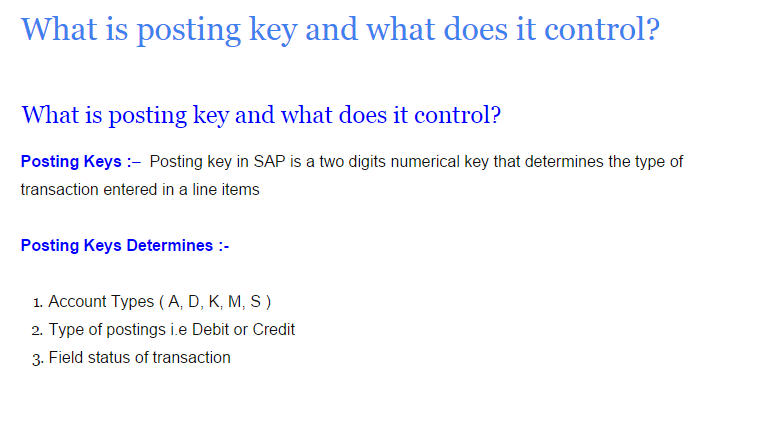 What is posting key and what does it control?
What is posting key and what does it control?
Posting Keys :–  Posting key in SAP is a two digits numerical key that determines the type of
transaction entered in a line items
Posting Keys Determines :-
1. Account Types ( A, D, K, M, S )
2. Type of postings i.e Debit or Credit
3. Field status of transaction